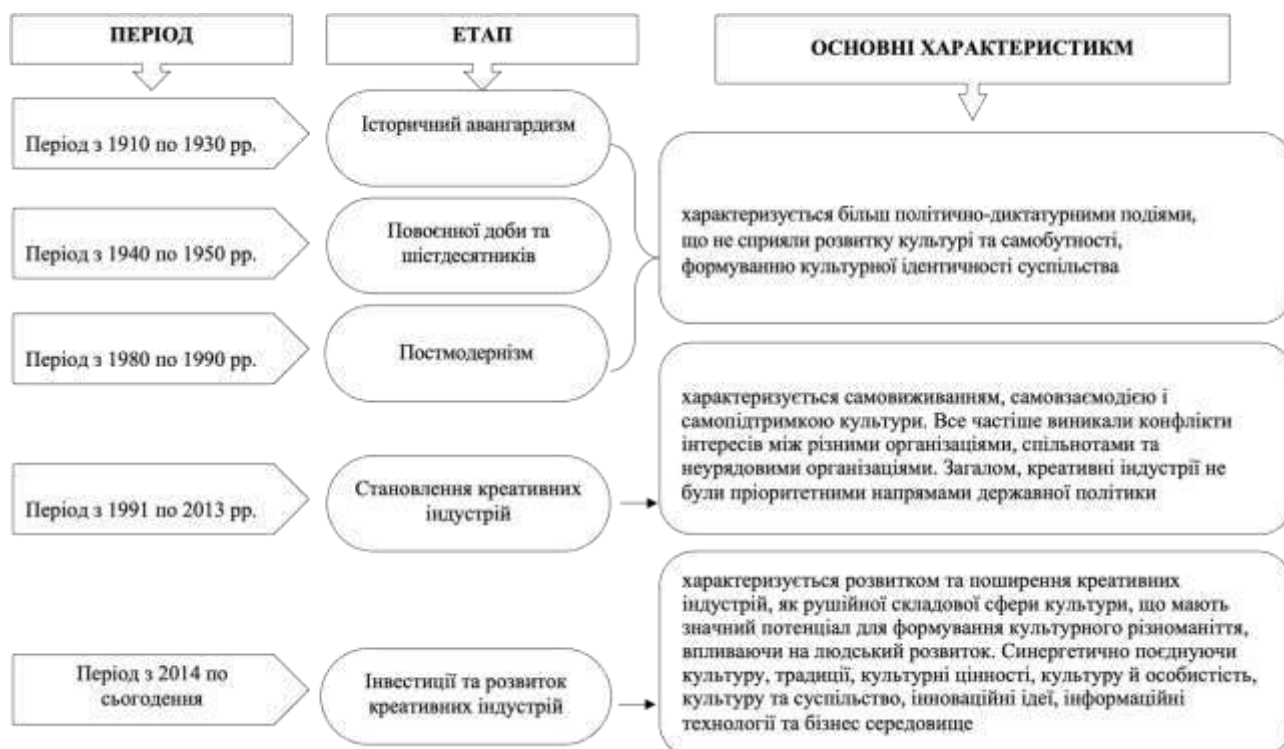 ПЕРІОД
ЕТАП
ОСНОВНІ ХАРАКТЕРИСТИКМ
Період з 1910 по 1930 рр.
Історичний авангардизм
Період з 1940 по 1950 рр.
Повоєнної доби та
шістдесятників
Період з 1980 по 1990 рр.
Постмодернізм
характеризується більш політично-диктатурними подіями,
що не сприяли розвитку культурі та самобутності,
формуванню культурної ідентичності суспільства
Період з 1991 по 2013 рр.
Становлення креативних
індустрій
характеризується самовиживанням, самовзаємодією і
самопідтримкою культури. Все частіше виникали конфлікти
інтересів між різними організаціями, спільнотами та
неурядовими організаціями. Загалом, креативні індустрії не
були пріоритетними напрямами державної політики
Період з 2014 по
сьогодення
Інвестиції та розвиток
креативних індустрій
характеризується розвитком та поширення креативних
індустрій, як рушійної складової сфери культури, що мають
значний потенціал для формування культурного різноманіття,
впливаючи на людський розвиток. Синергетично поєднуючи
культуру, традиції, культурні цінності, культуру й особистість,
культуру та суспільство, інноваційні ідеї, інформаційні
технології та бізнес середовище